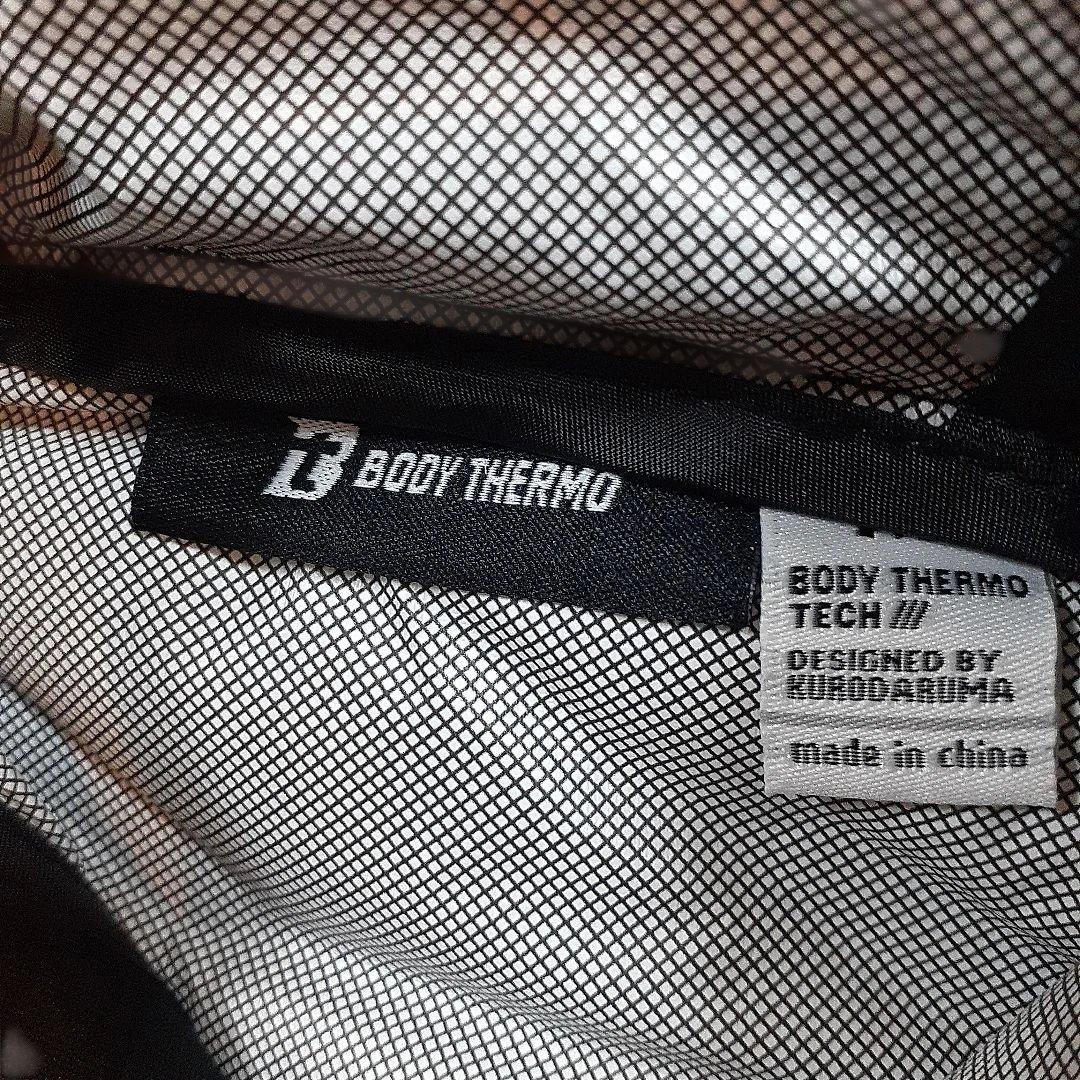 B BODY THERMO
BODY THERMO
TECH ///
DESIGNED BY
KURODARUMA
made in china